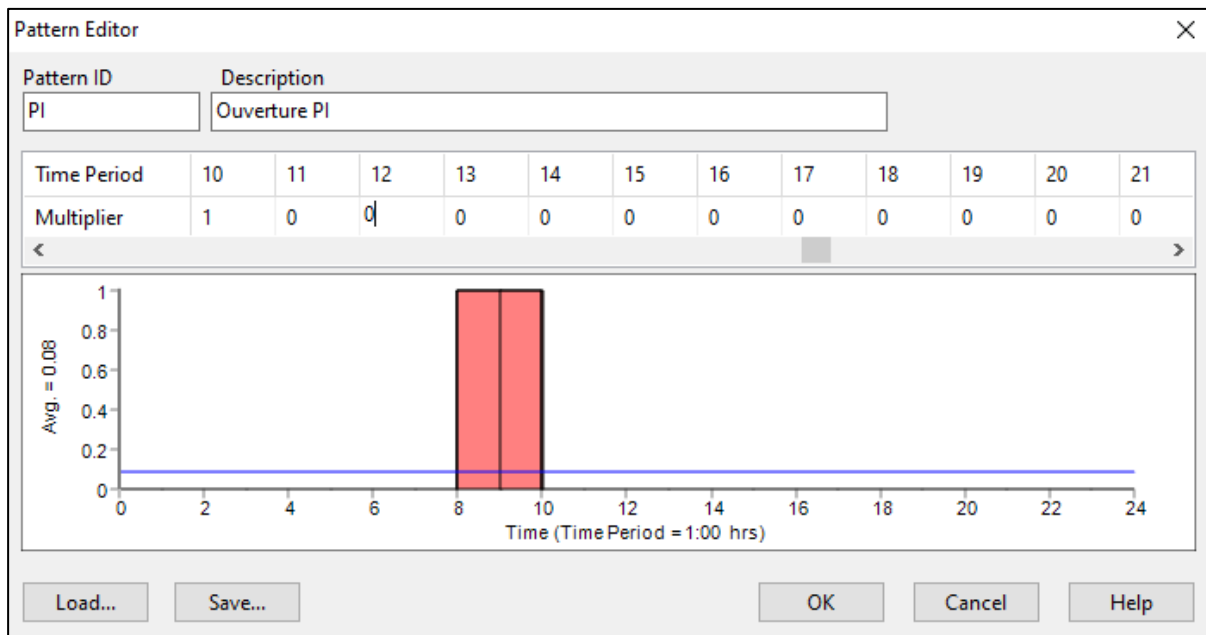 Pattern Editor
Pattern ID Description
PI Ouverture PI
Time Period 10 11 12 13 14 15 16 17 18 19 20 21
Multiplier 1 0 0 0 0 0 0 0 0 0 0 0
1
0.8
0.6
0.4
0.2
0
Avg. = 0.08
0 2 4 6 8 10 12 14 16 18 20 22 24
Time (Time Period = 1:00 hrs)
Load... Save... OK Cancel Help